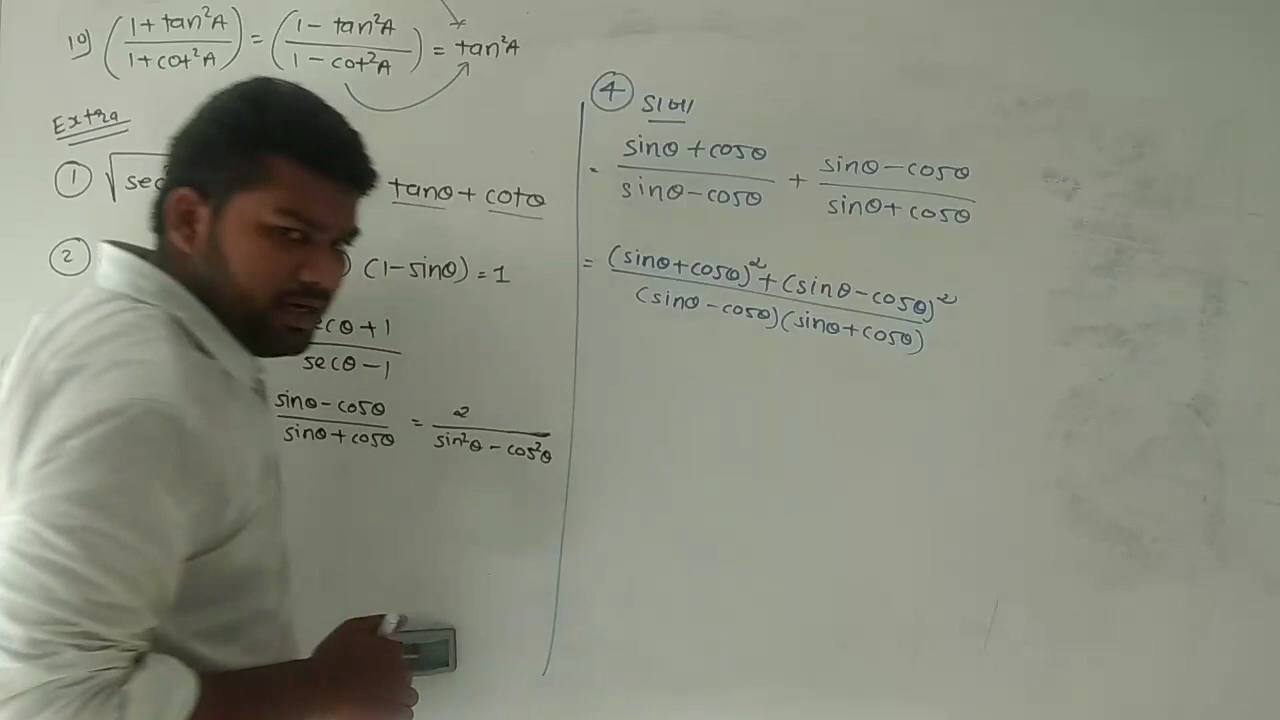 10) (1+tan²A / 1+cot²A) = (1-tan²A / 1-cot²A) = tan²A
Extra
① √sec tanθ + cotθ
② (1-sinθ) = 1
ecθ+1 / secθ-1
sinθ-cosθ / sinθ+cosθ = 2 / sin²θ-cos²θ
④
sinθ+cosθ / sinθ-cosθ + sinθ-cosθ / sinθ+cosθ
= (sinθ+cosθ)²+(sinθ-cosθ)² / (sinθ-cosθ)(sinθ+cosθ)